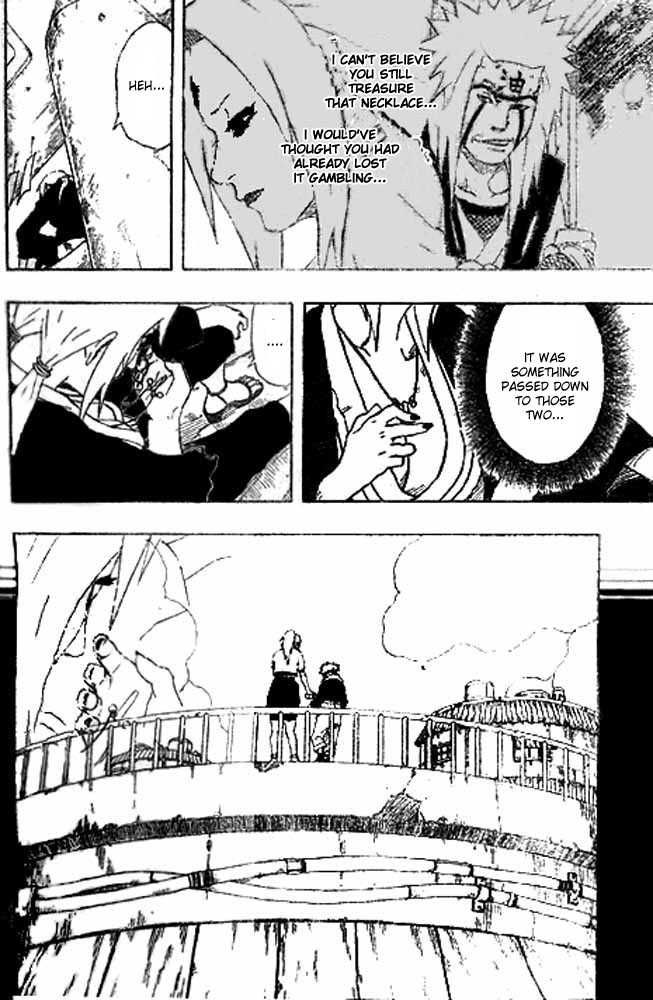 I CAN'T BELIEVE
YOU STILL
TREASURE
THAT NECKLACE...
I WOULD'VE
THOUGHT YOU HAD
ALREADY LOST
IT GAMBLING...
HEH...
IT WAS
SOMETHING
PASSED DOWN
TO THOSE
TWO...
....